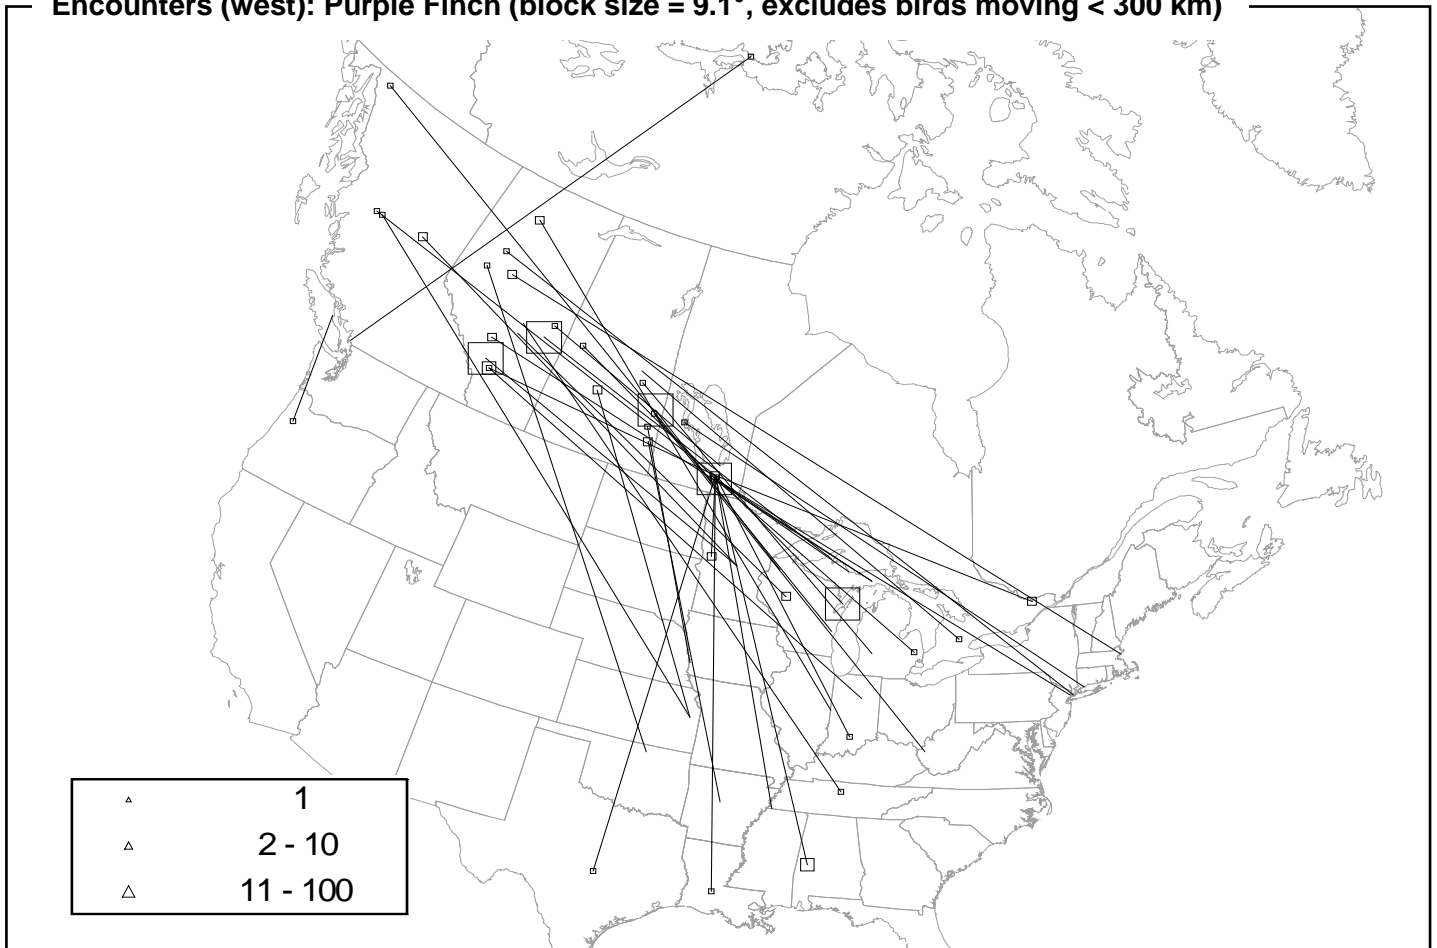 Encounters (west): Purple Finch (block size = 9.1°, excludes birds moving < 300 km)
1
2 - 10
11 - 100